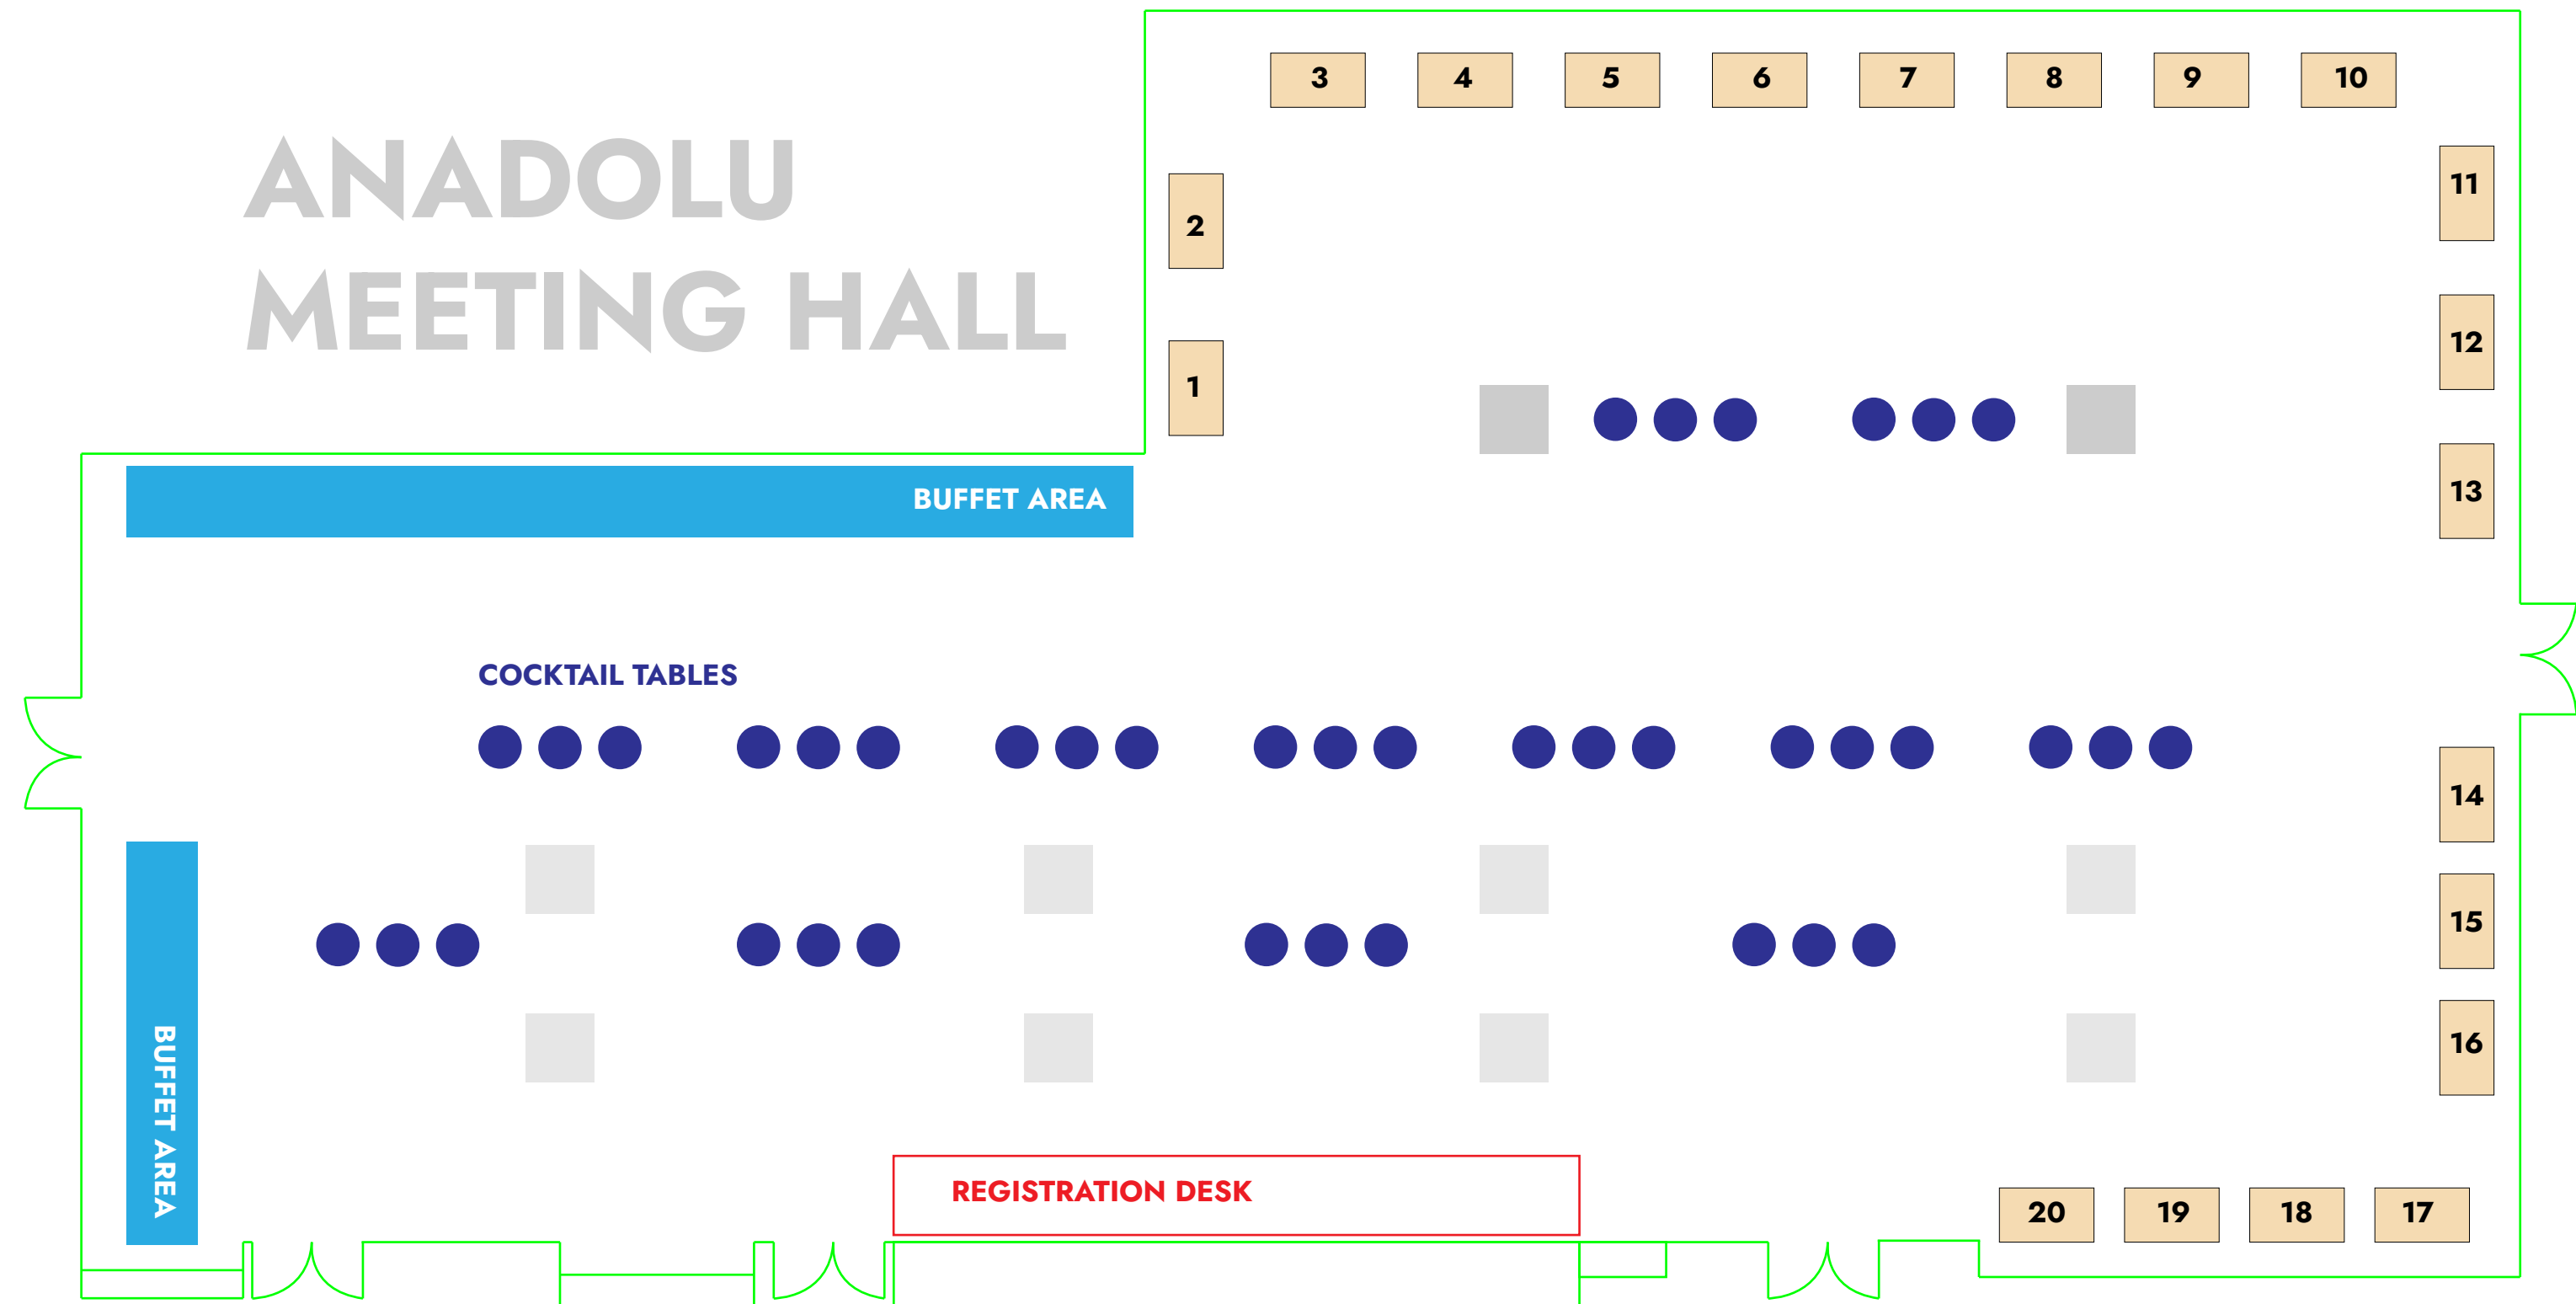 3 4 5 6 7 8 9 10
ANADOLU
MEETING HALL
2
1
11
12
13
BUFFET AREA
COCKTAIL TABLES
14
15
16
BUFFET AREA
REGISTRATION DESK
20 19 18 17